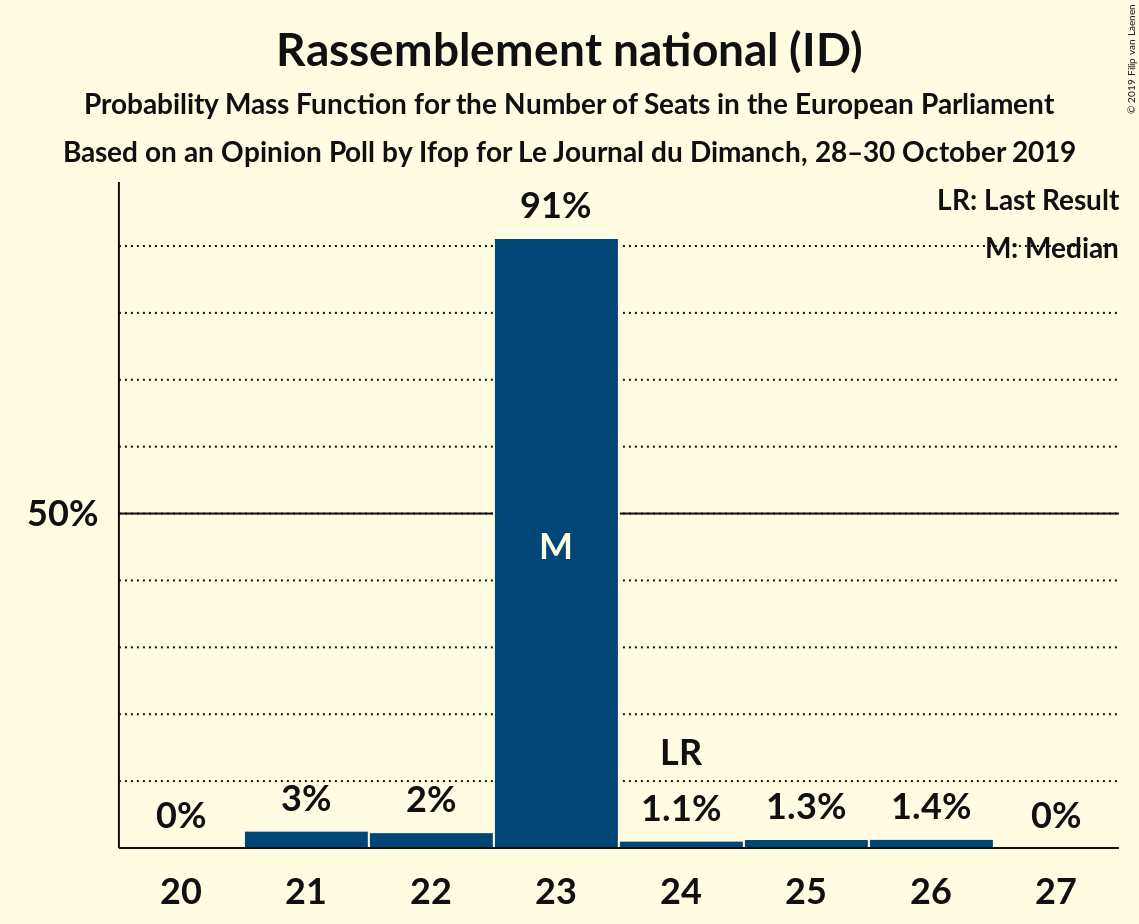 Rassemblement national (ID)
Probability Mass Function for the Number of Seats in the European Parliament
Based on an Opinion Poll by Ifop for Le Journal du Dimanch, 28–30 October 2019
© 2019 Filip van Laenen
LR: Last Result
M: Median
91%
50%
M
LR
0%
3%
2%
1.1%
1.3%
1.4%
0%
20
21
22
23
24
25
26
27